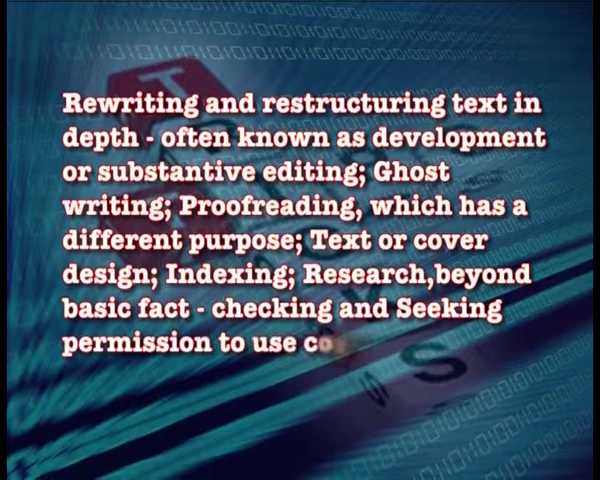 Rewriting and restructuring text in
depth - often known as development
or substantive editing; Ghost
writing; Proofreading, which has a
different purpose; Text or cover
design; Indexing; Research,beyond
basic fact - checking and Seeking
permission to use co